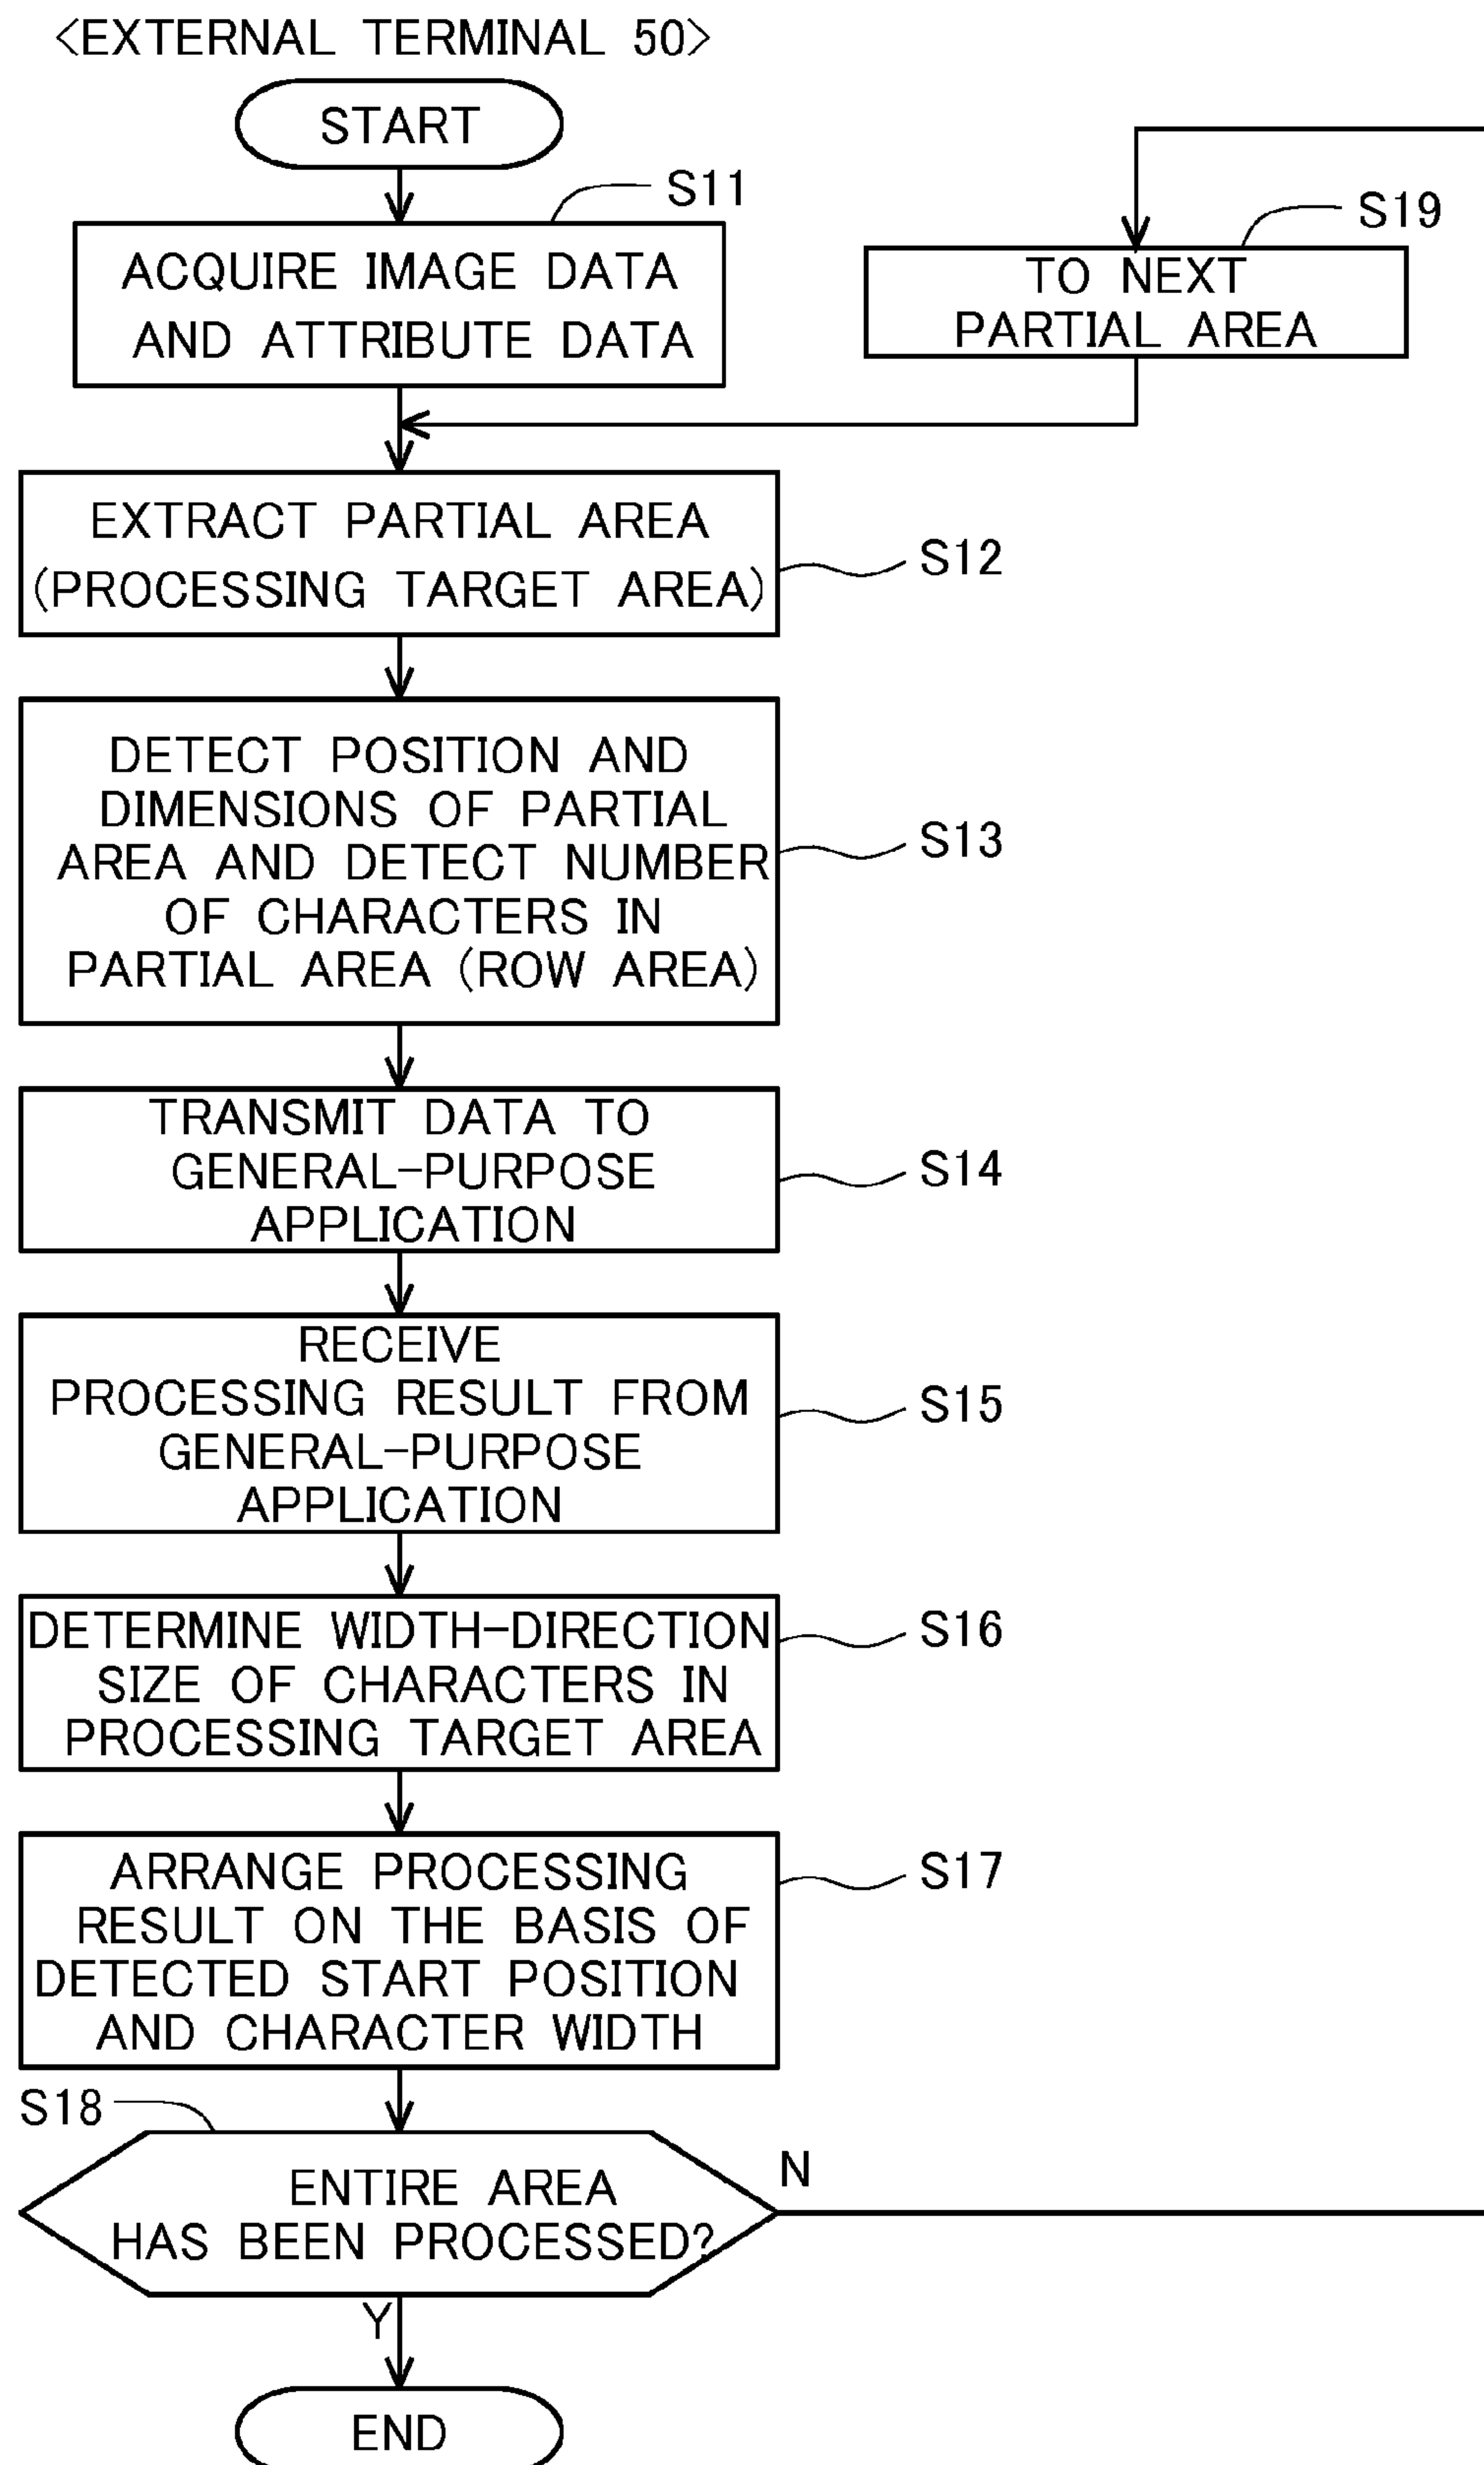 <EXTERNAL TERMINAL 50>
START
S11
ACQUIRE IMAGE DATA
AND ATTRIBUTE DATA
S19
TO NEXT
PARTIAL AREA
EXTRACT PARTIAL AREA
(PROCESSING TARGET AREA)
S12
DETECT POSITION AND
DIMENSIONS OF PARTIAL
AREA AND DETECT NUMBER
OF CHARACTERS IN
PARTIAL AREA (ROW AREA)
S13
TRANSMIT DATA TO
GENERAL-PURPOSE
APPLICATION
S14
RECEIVE
PROCESSING RESULT FROM
GENERAL-PURPOSE
APPLICATION
S15
DETERMINE WIDTH-DIRECTION
SIZE OF CHARACTERS IN
PROCESSING TARGET AREA
S16
ARRANGE PROCESSING
RESULT ON THE BASIS OF
DETECTED START POSITION
AND CHARACTER WIDTH
S17
S18
ENTIRE AREA
HAS BEEN PROCESSED?
N
Y
END